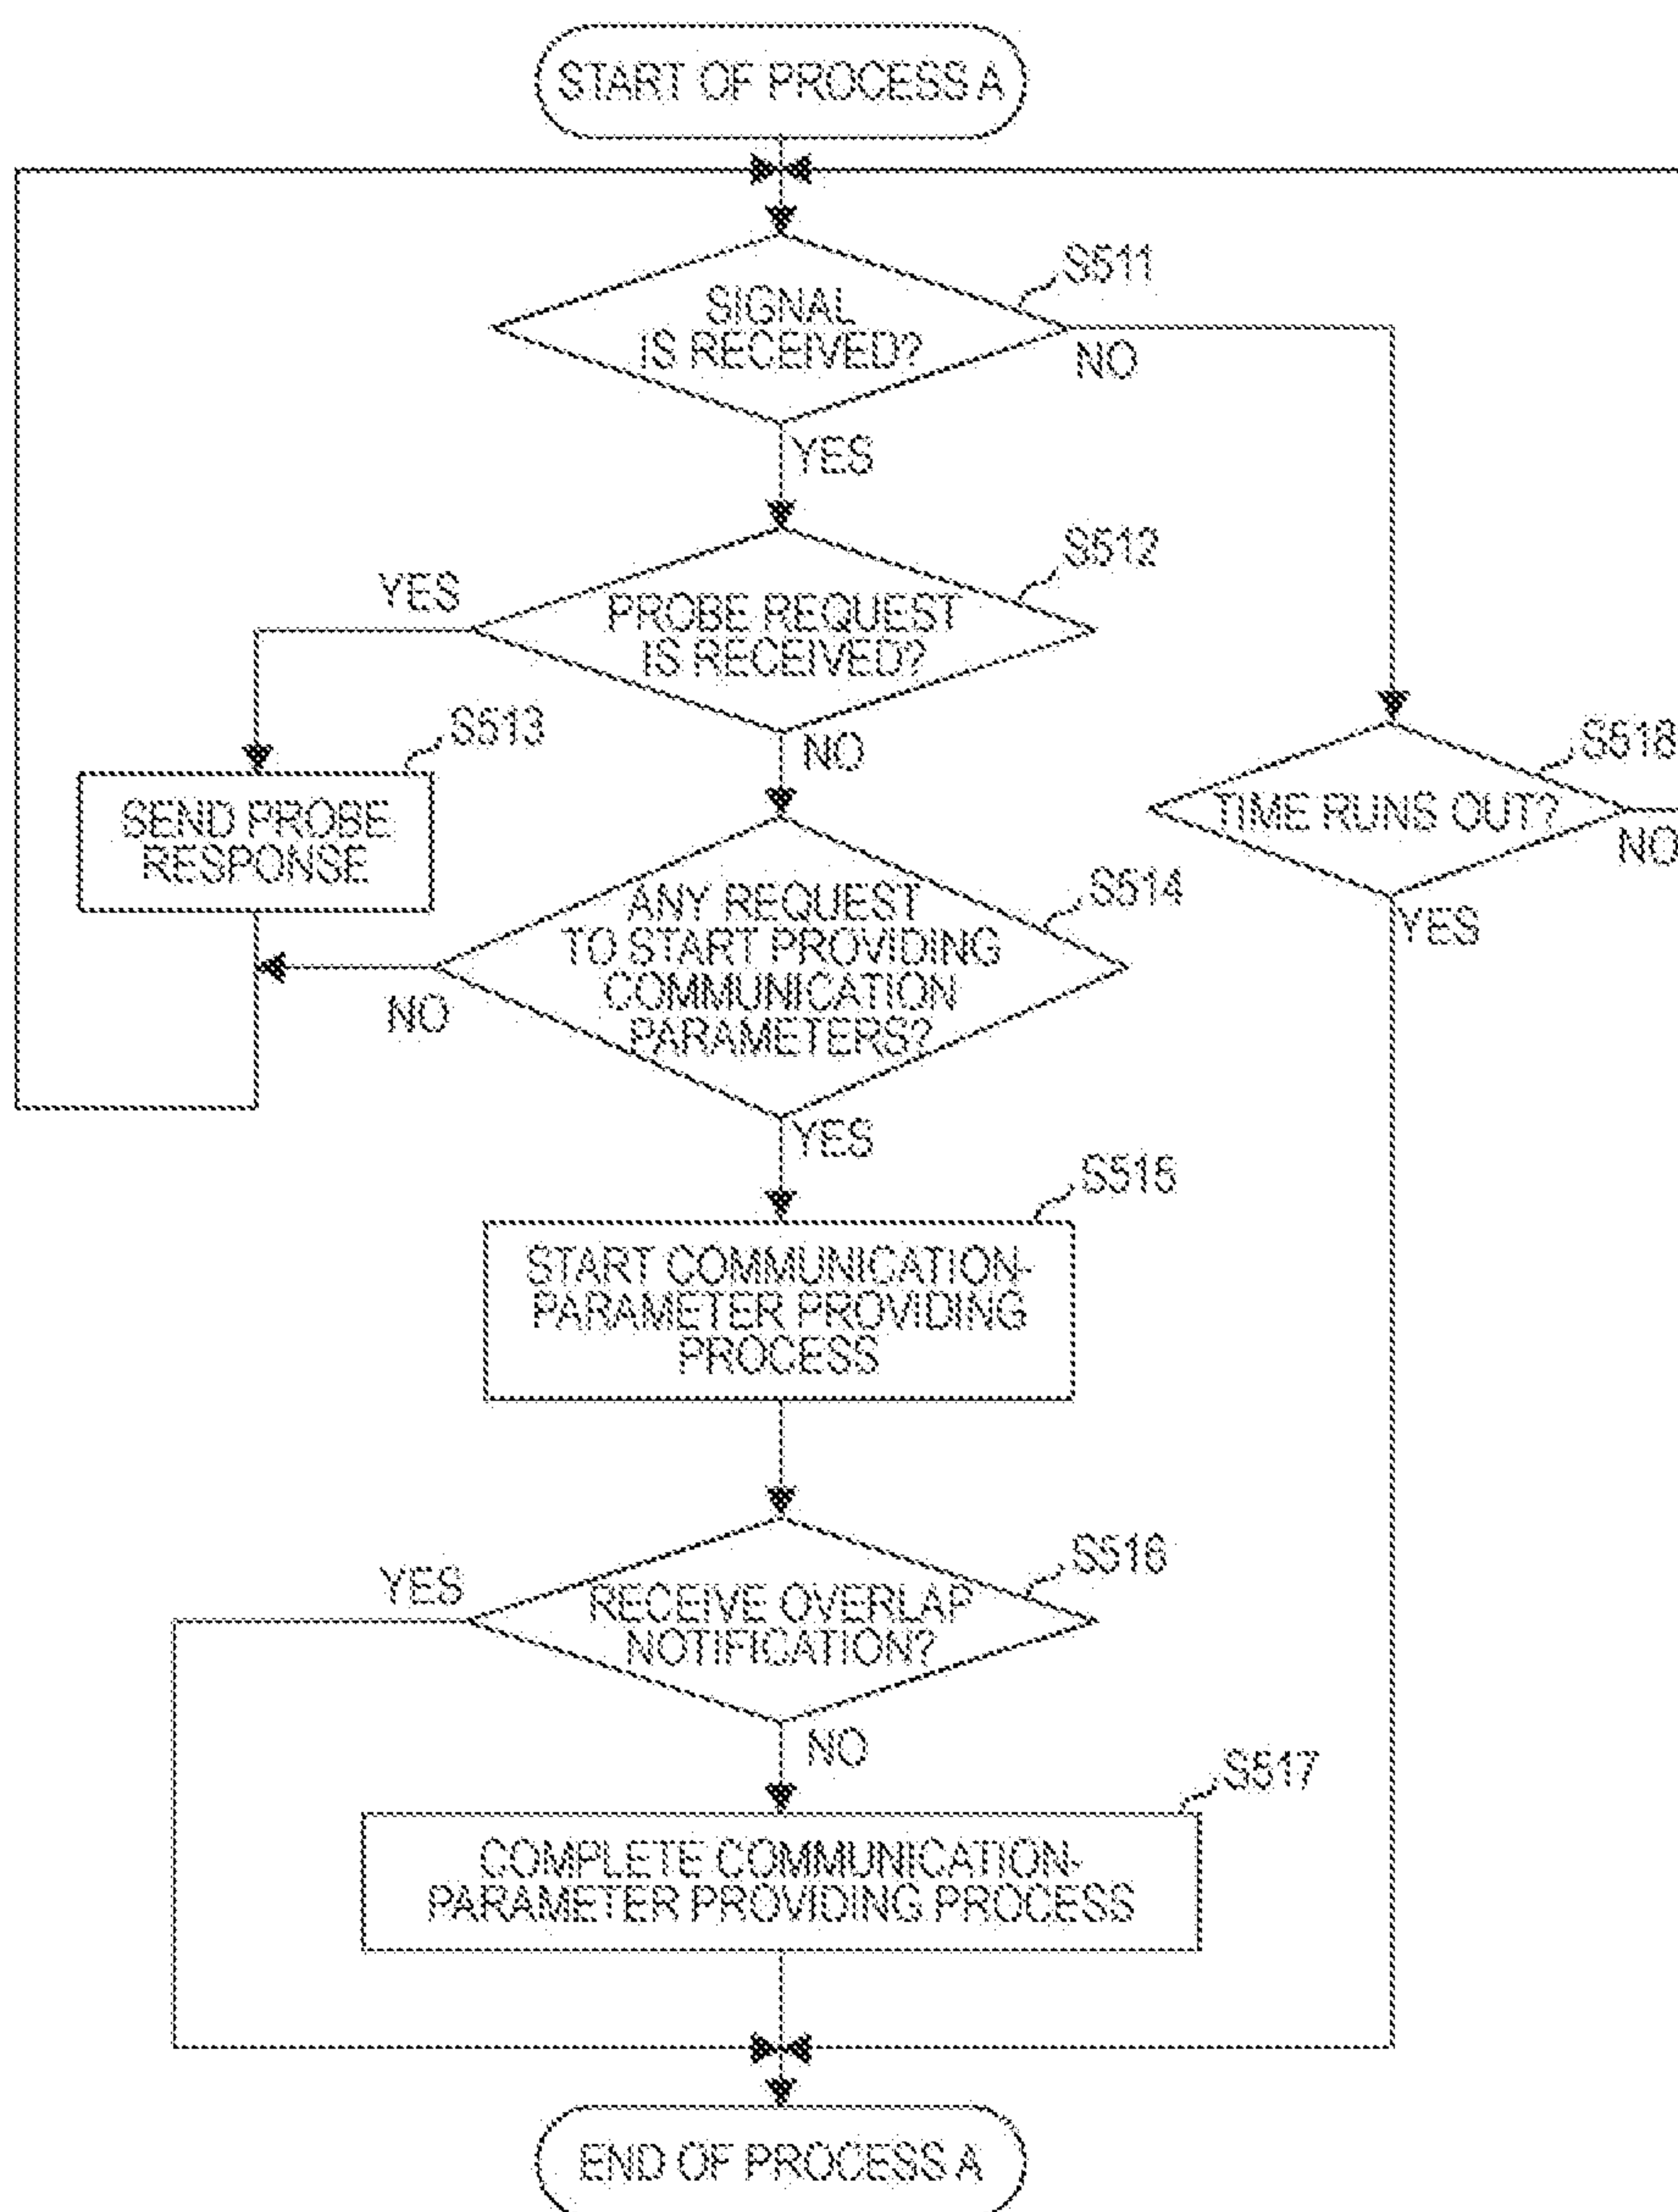 START OF PROCESS A
S511
SIGNAL
IS RECEIVED?
NO
YES
S512
YES
PROBE REQUEST
IS RECEIVED?
NO
S513
SEND PROBE
RESPONSE
S518
TIME RUNS OUT?
NO
YES
S514
ANY REQUEST
TO START PROVIDING
COMMUNICATION
PARAMETERS?
NO
YES
S515
START COMMUNICATION-
PARAMETER PROVIDING
PROCESS
S516
YES
RECEIVE OVERLAP
NOTIFICATION?
NO
S517
COMPLETE COMMUNICATION-
PARAMETER PROVIDING PROCESS
END OF PROCESS A